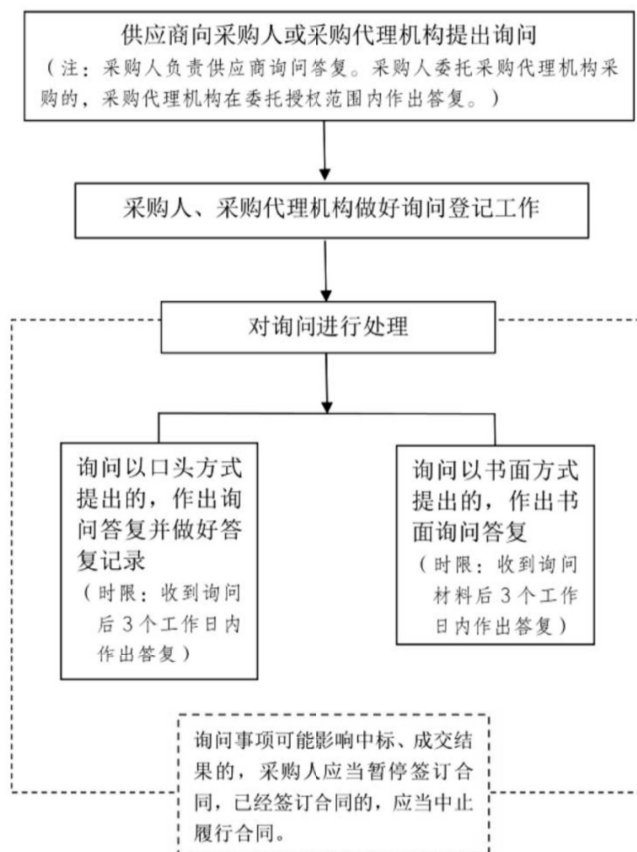 供应商向采购人或采购代理机构提出询问
（注：采购人负责供应商询问答复。采购人委托采购代理机构采
购的，采购代理机构在委托授权范围内作出答复。）
采购人、采购代理机构做好询问登记工作
对询问进行处理
询问以口头方式
提出的，作出询
问答复并做好答
复记录
（时限：收到询问
后3个工作日内
作出答复）
询问以书面方式
提出的，作出书
面询问答复
（时限：收到询问
材料后3个工作
日内作出答复）
询问事项可能影响中标、成交结
果的，采购人应当暂停签订合
同，已经签订合同的，应当中止
履行合同。